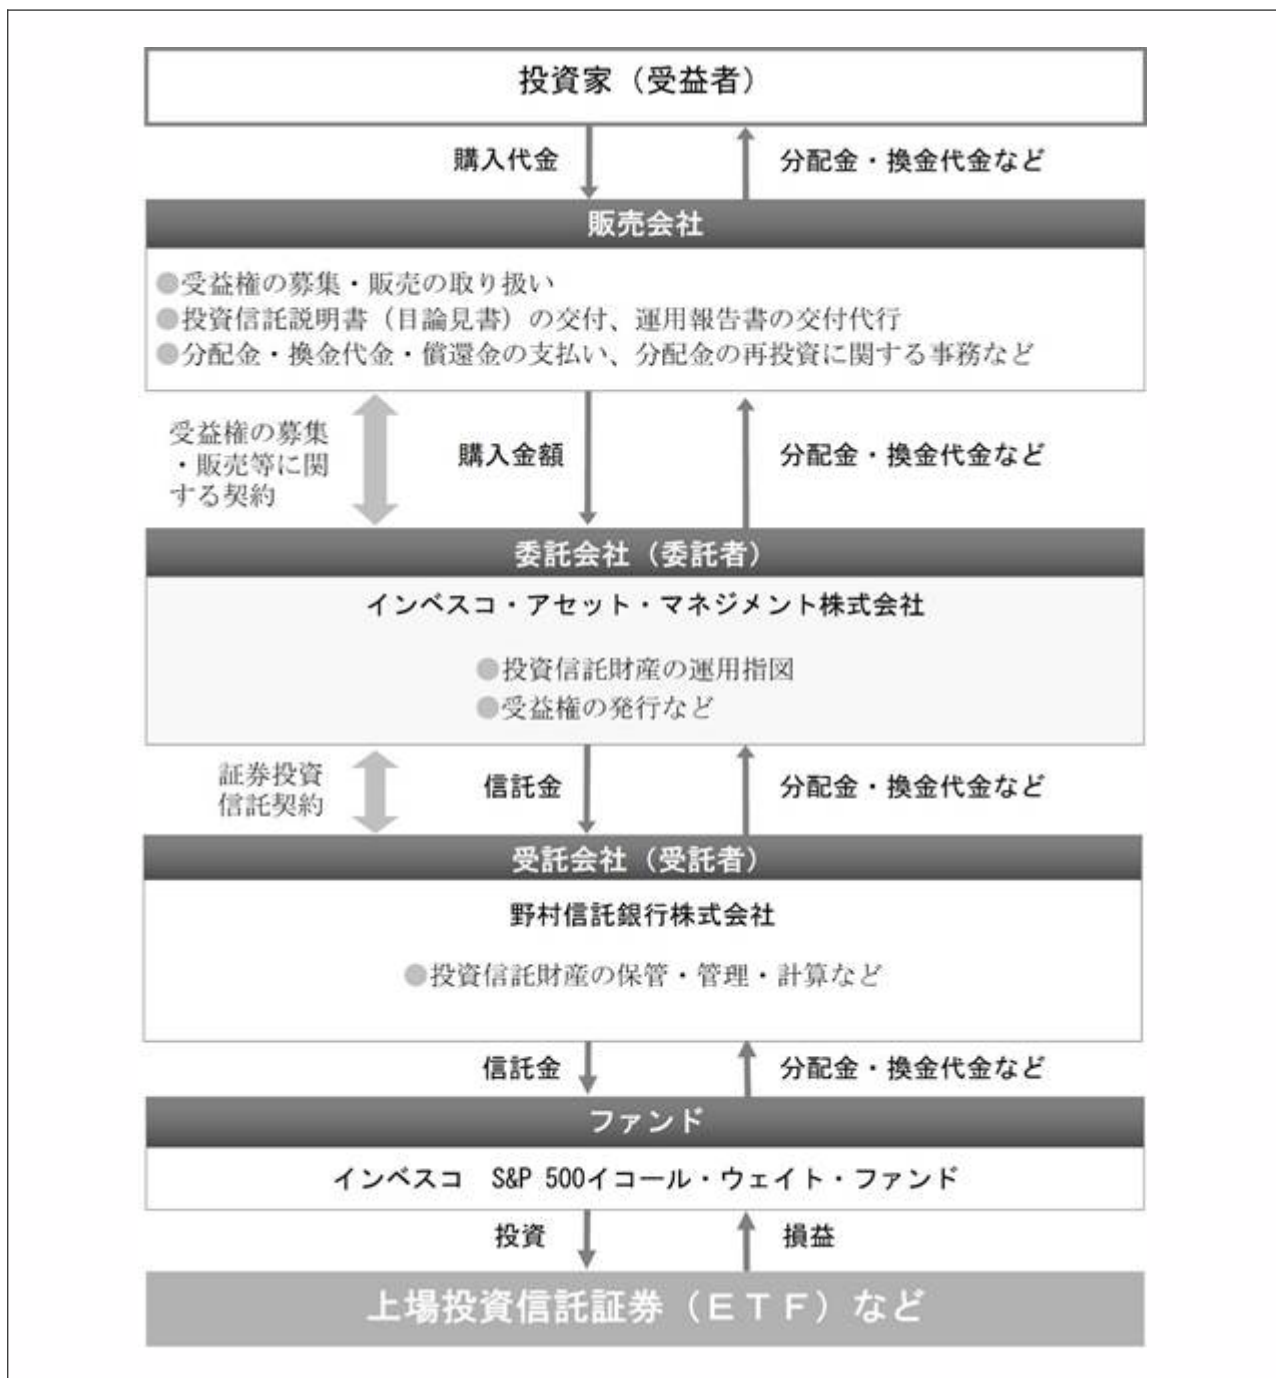 投資家（受益者）
購入代金
分配金・換金代金など
販売会社
●受益権の募集・販売の取り扱い
●投資信託説明書（目論見書）の交付、運用報告書の交付代行
●分配金・換金代金・償還金の支払い、分配金の再投資に関する事務など
受益権の募集
・販売等に関
する契約
購入金額
分配金・換金代金など
委託会社（委託者）
インベスコ・アセット・マネジメント株式会社
●投資信託財産の運用指図
●受益権の発行など
証券投資
信託契約
信託金
分配金・換金代金など
受託会社（受託者）
野村信託銀行株式会社
●投資信託財産の保管・管理・計算など
信託金
分配金・換金代金など
ファンド
インベスコ　S&P 500イコール・ウェイト・ファンド
投資
損益
上場投資信託証券（ＥＴＦ）など